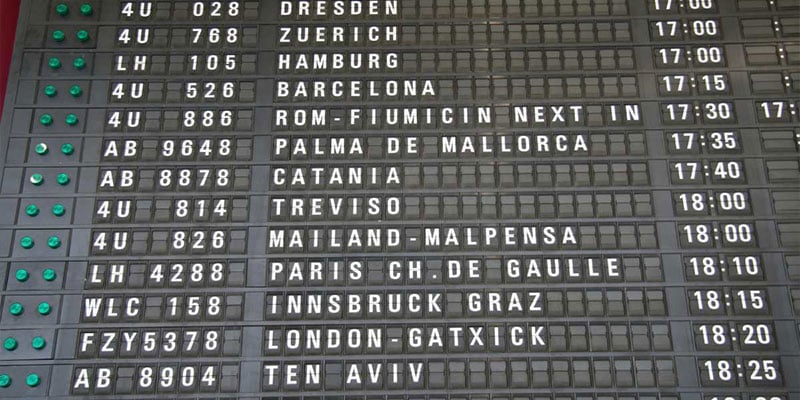 4U 028 DRESDEN 17:00
4U 768 ZUERICH 17:00
LH 105 HAMBURG 17:00
4U 526 BARCELONA 17:15
4U 886 ROM-FIUMICIN NEXT IN 17:30 17:
AB 9648 PALMA DE MALLORCA 17:35
AB 8878 CATANIA 17:40
4U 814 TREVISO 18:00
4U 826 MAILAND-MALPENSA 18:00
LH 4288 PARIS CH.DE GAULLE 18:10
WLC 158 INNSBRUCK GRAZ 18:15
FZY5378 LONDON-GATXICK 18:20
AB 8904 TEN AVIV 18:25